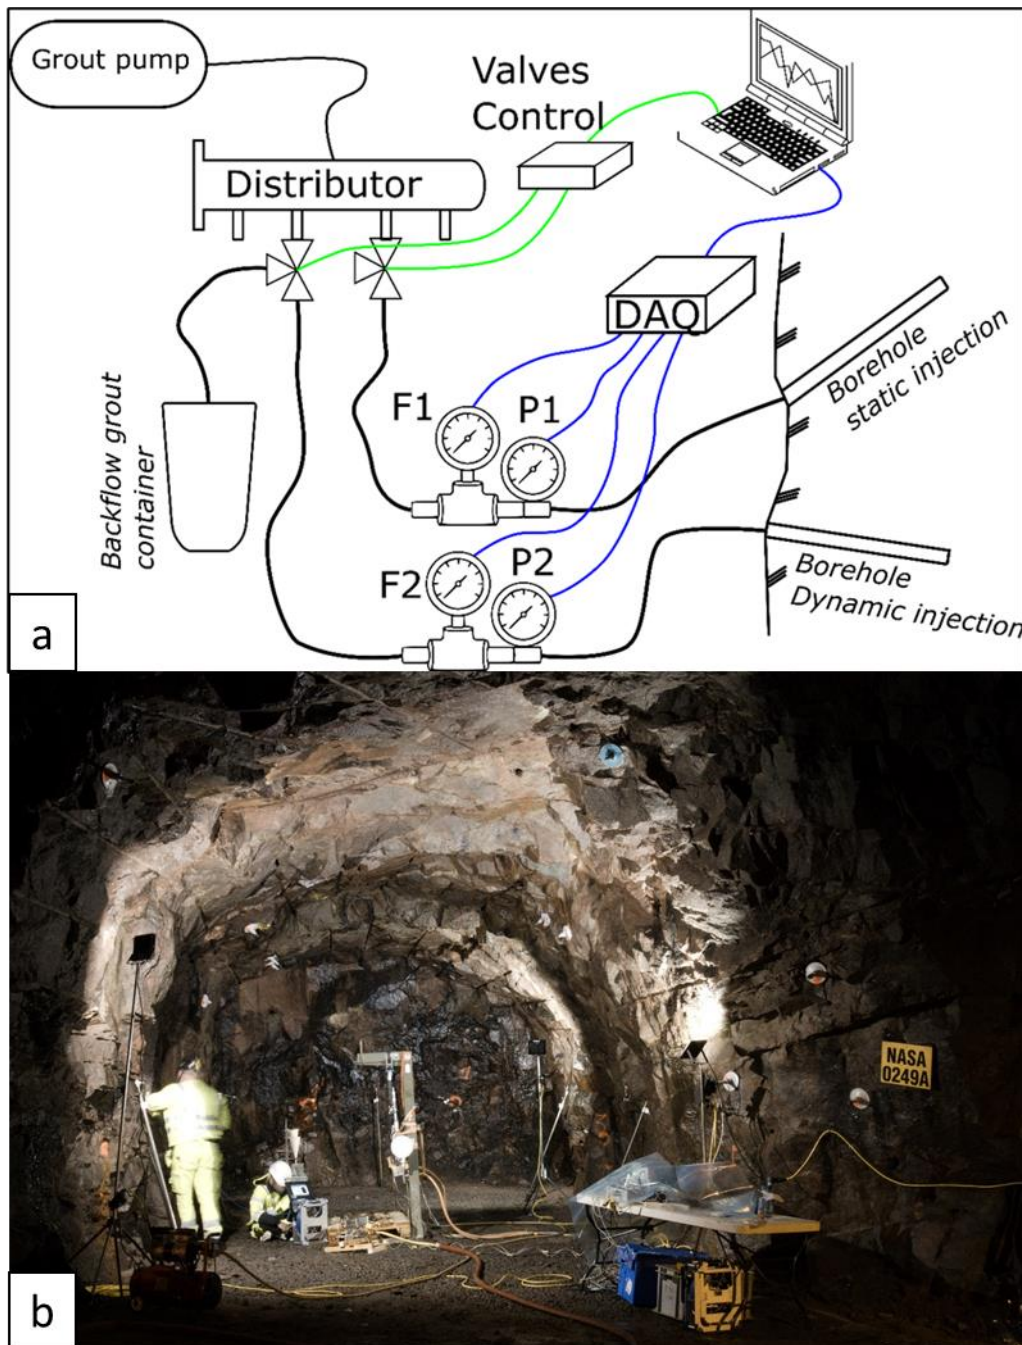 Grout pump
Valves
Control
Distributor
DAQ
F1
P1
Borehole
static injection
Backflow grout
container
F2
P2
Borehole
Dynamic injection
a
NASA
0249A
b